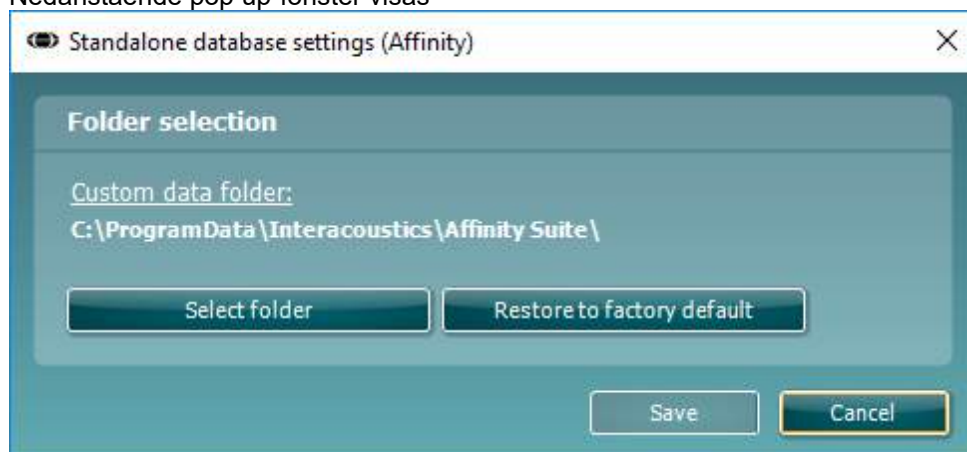 Nedanstående pop up-fönster visas
Standalone database settings (Affinity)
Folder selection
Custom data folder:
C:\ProgramData\Interacoustics\Affinity Suite\
Select folder
Restore to factory default
Save
Cancel